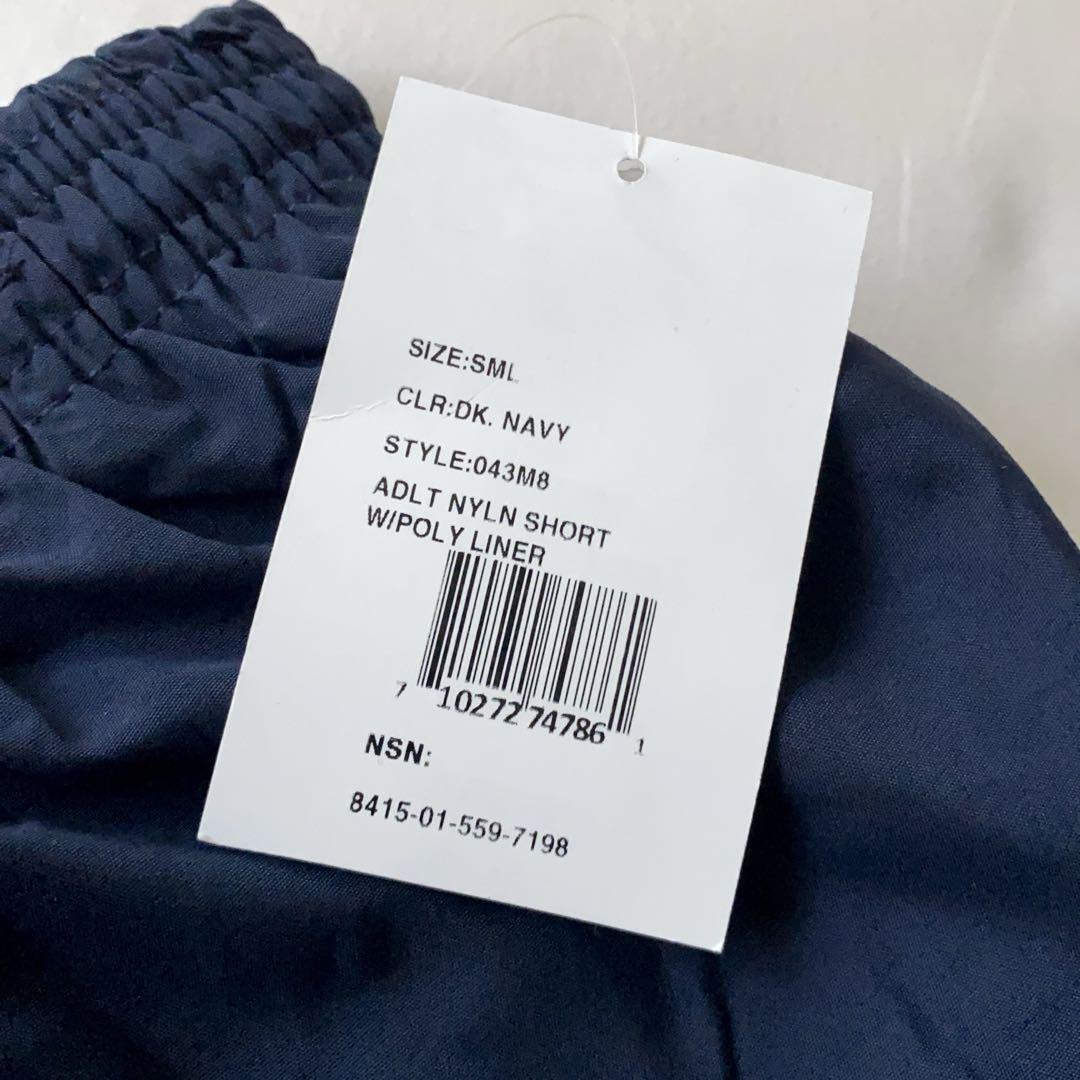 SIZE:SML
CLR:DK. NAVY
STYLE:043M8
ADLT NYLN SHORT
W/POLY LINER
7 10272 74786 1
NSN:
8415-01-559-7198